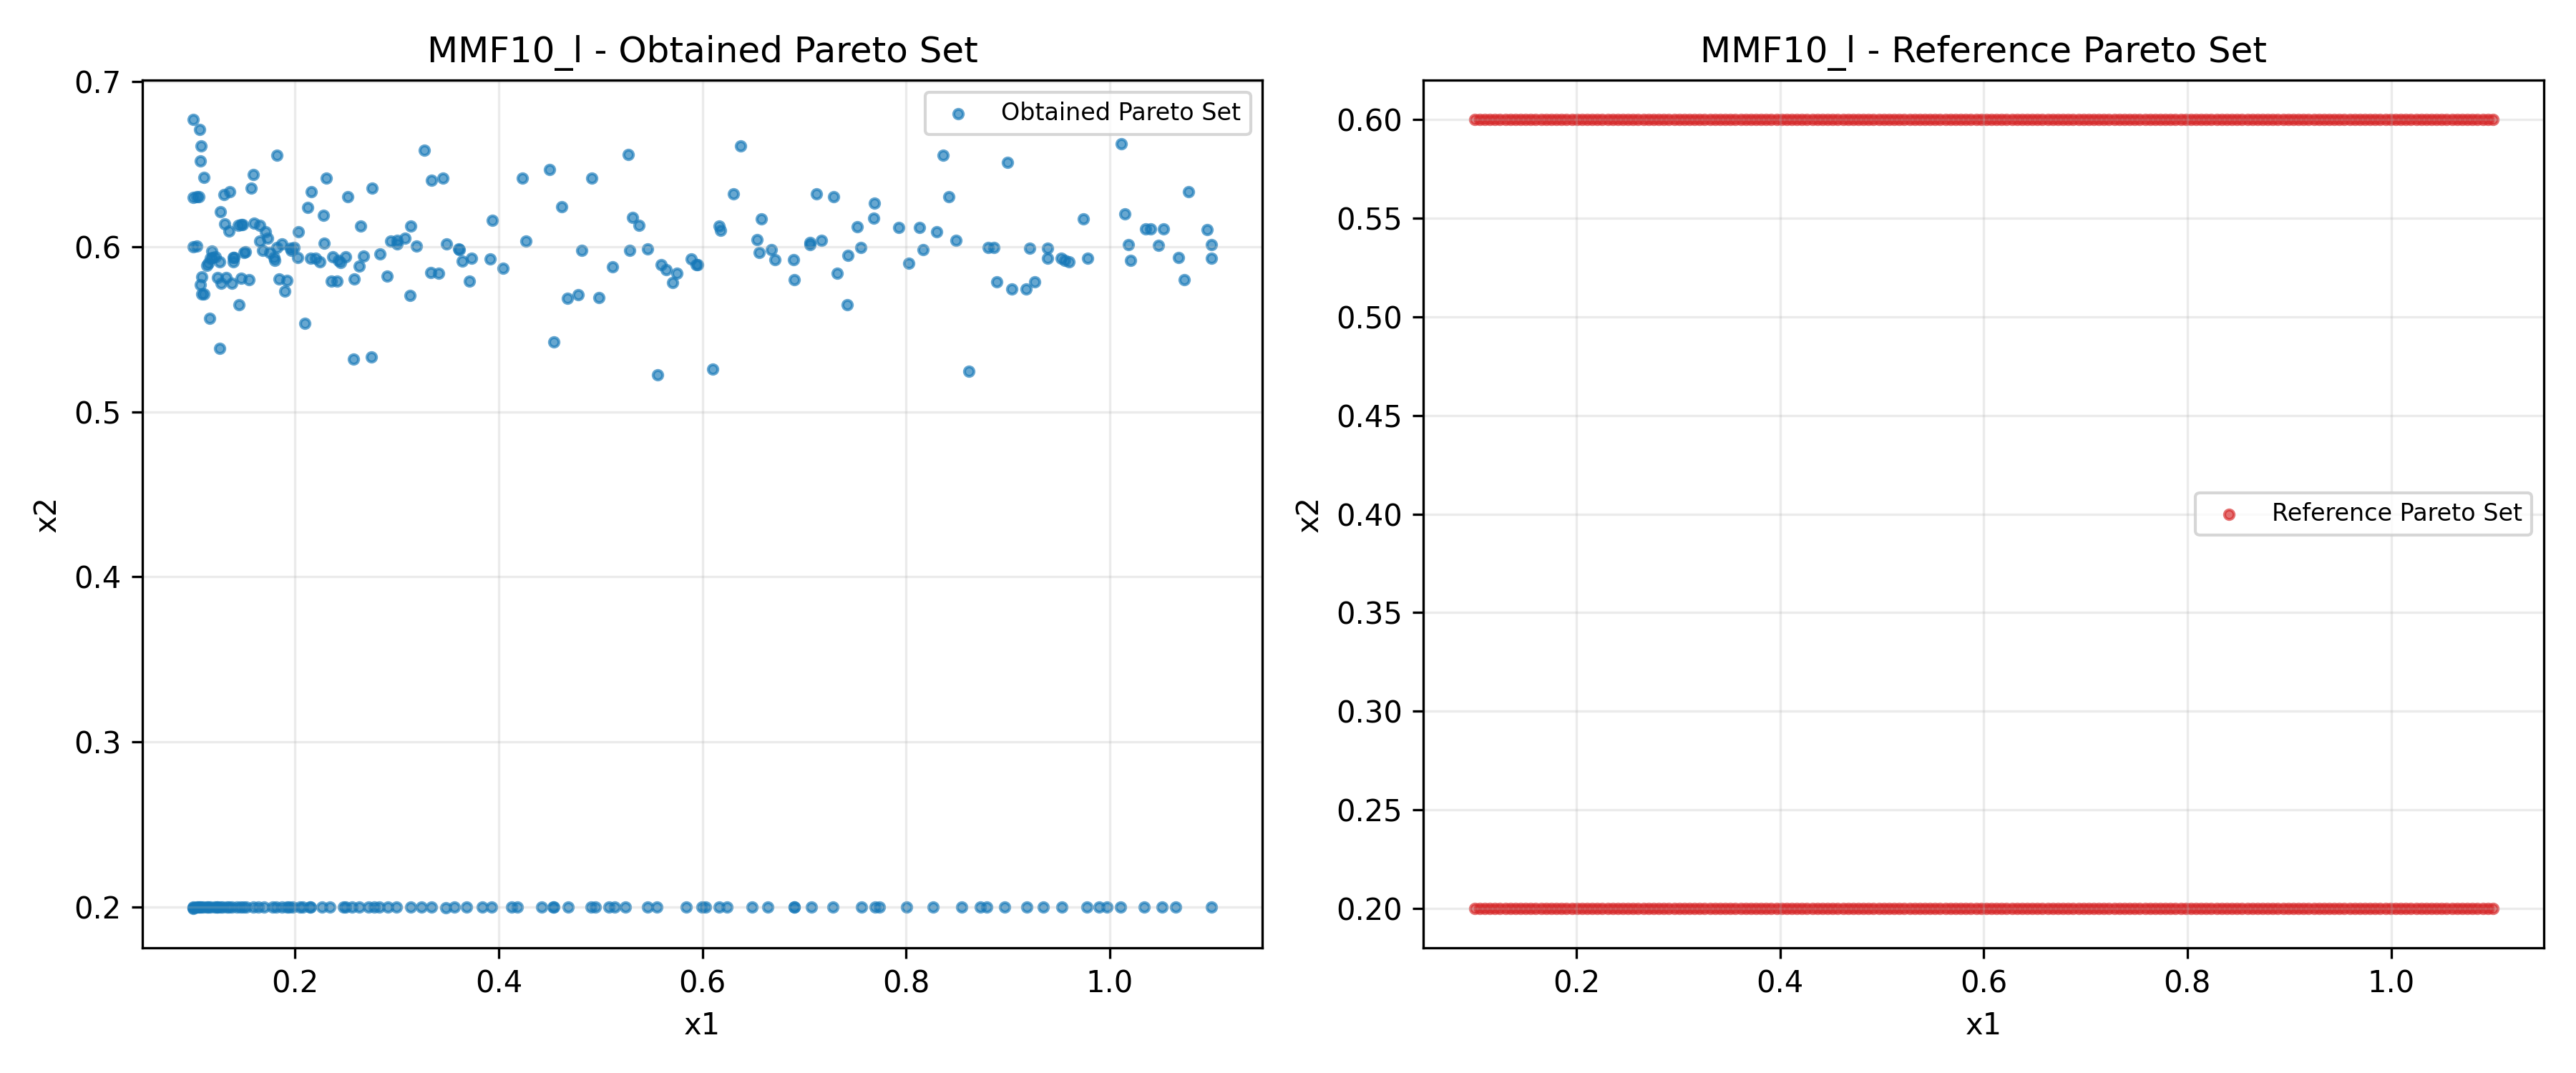 MMF10_l - Obtained Pareto Set
0.7
0.6
0.5
0.4
0.3
0.2
x2
Obtained Pareto Set
0.2 0.4 0.6 0.8 1.0
x1
MMF10_l - Reference Pareto Set
0.60
0.55
0.50
0.45
0.40
0.35
0.30
0.25
0.20
x2
Reference Pareto Set
0.2 0.4 0.6 0.8 1.0
x1